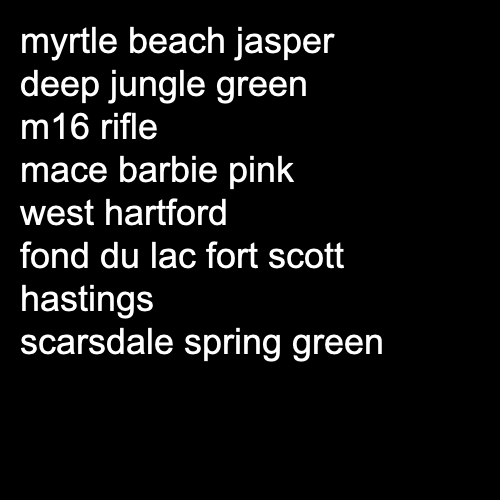 myrtle beach jasper
deep jungle green
m16 rifle
mace barbie pink
west hartford
fond du lac fort scott
hastings
scarsdale spring green